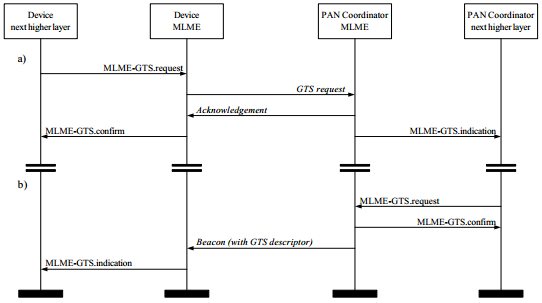 Device
next higher layer
Device
MLME
PAN Coordinator
MLME
PAN Coordinator
next higher layer
a)
MLME-GTS.request
GTS request
Acknowledgement
MLME-GTS.confirm
MLME-GTS.indication
b)
MLME-GTS.request
MLME-GTS.confirm
Beacon (with GTS descriptor)
MLME-GTS.indication